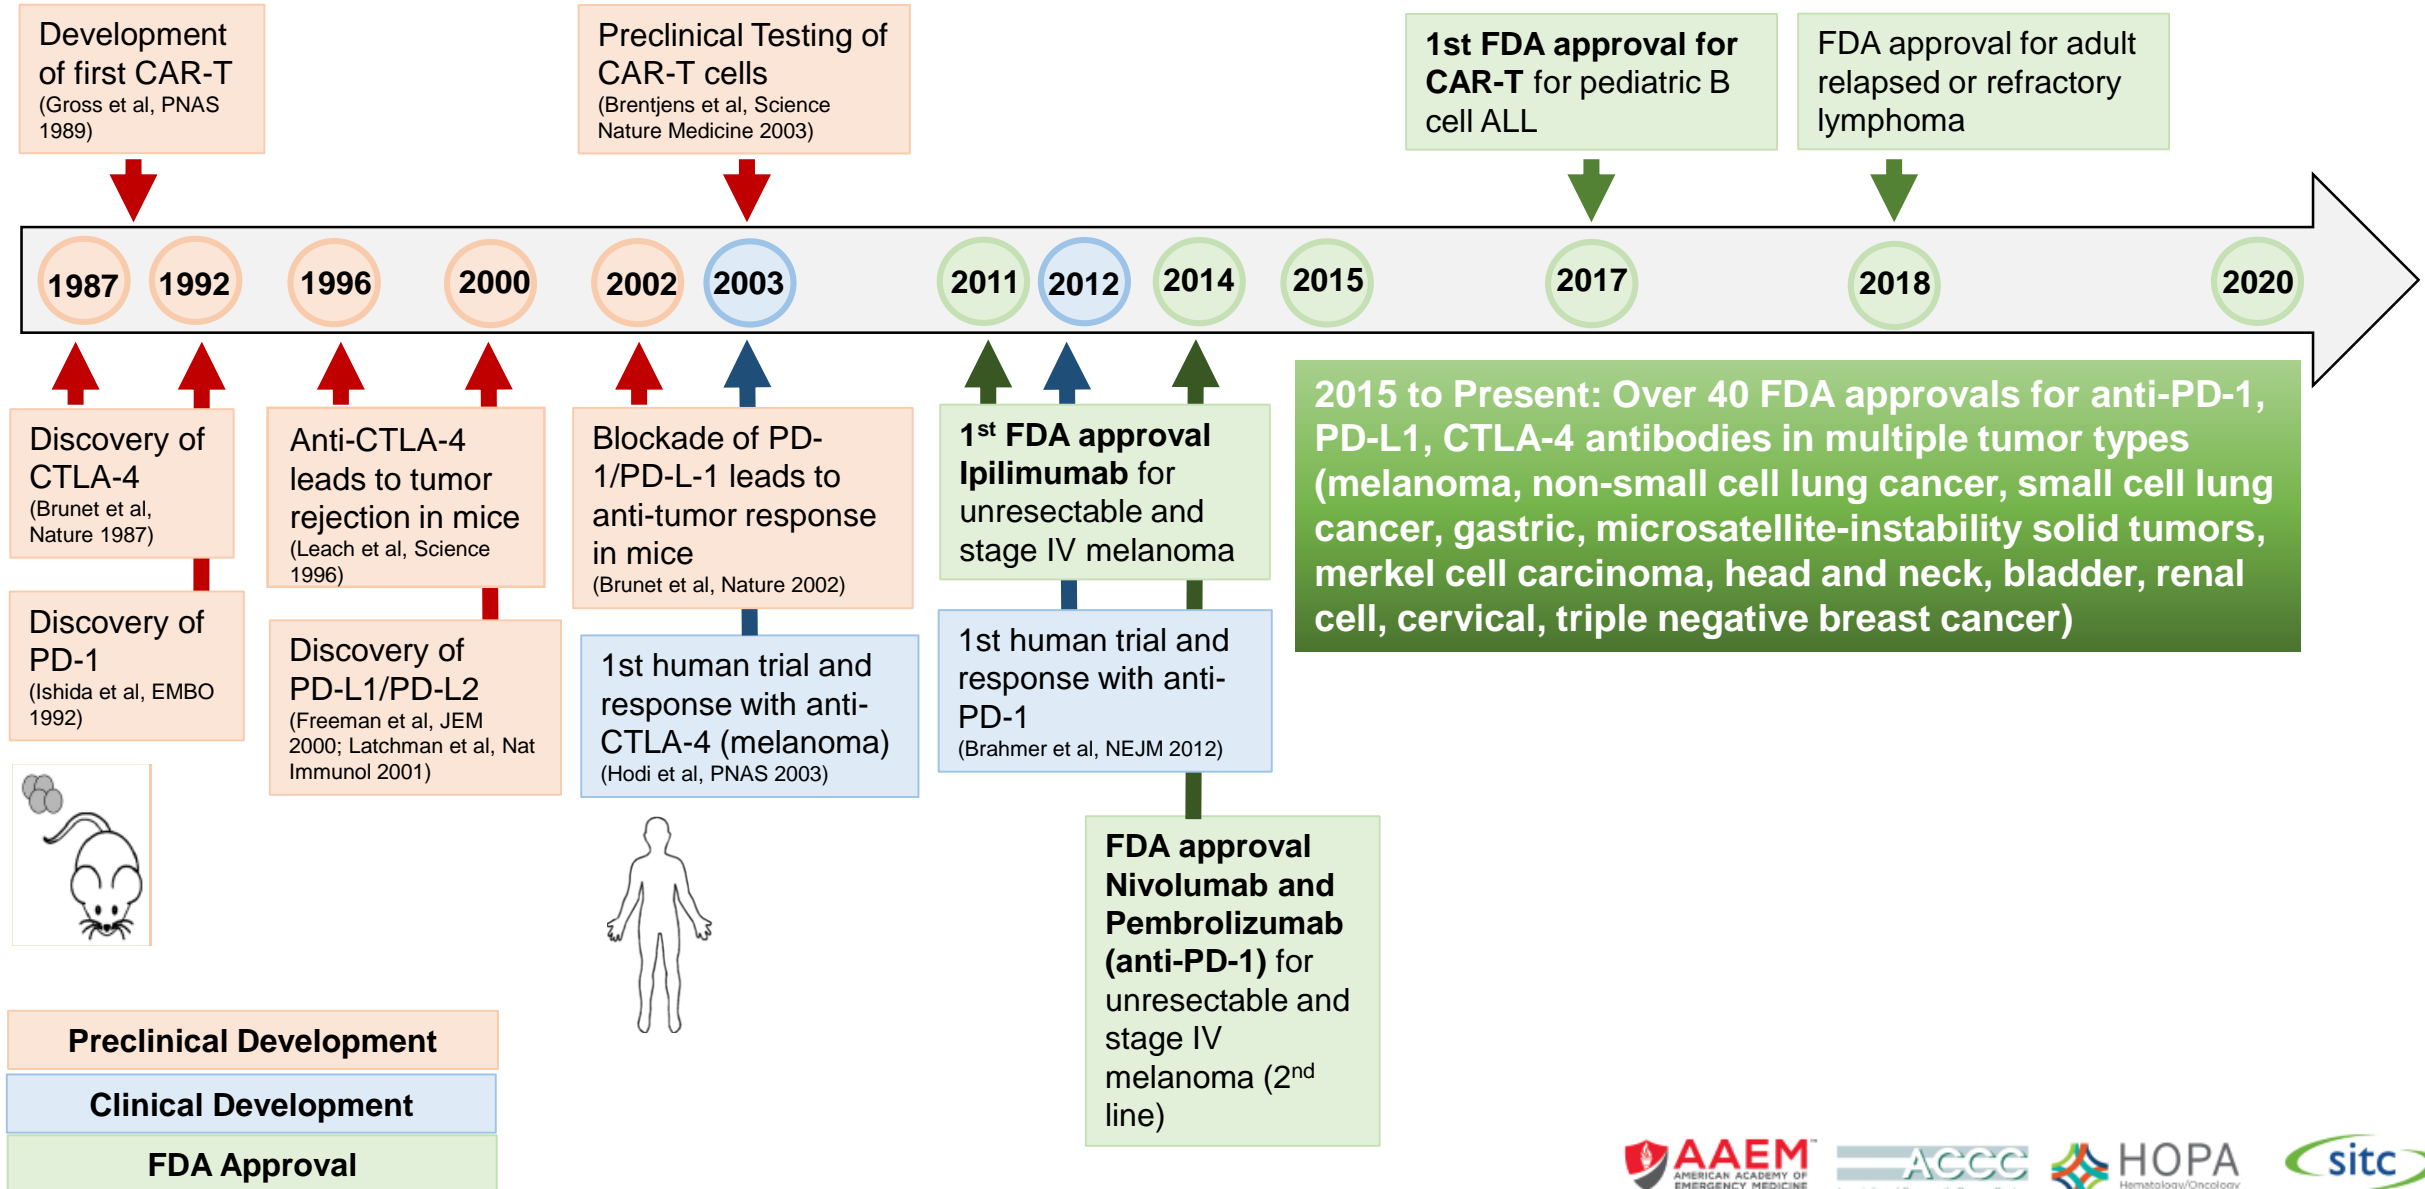 Development
of first CAR-T
(Gross et al, PNAS
1989)
Preclinical Testing of
CAR-T cells
(Brentjens et al, Science
Nature Medicine 2003)
1st FDA approval for
CAR-T for pediatric B
cell ALL
FDA approval for adult
relapsed or refractory
lymphoma
1987
1992
1996
2000
2002
2003
2011
2012
2014
2015
2017
2018
2020
Discovery of
CTLA-4
(Brunet et al,
Nature 1987)
Discovery of
PD-1
(Ishida et al, EMBO
1992)
Anti-CTLA-4
leads to tumor
rejection in mice
(Leach et al, Science
1996)
Discovery of
PD-L1/PD-L2
(Freeman et al, JEM
2000; Latchman et al, Nat
Immunol 2001)
Blockade of PD-
1/PD-L-1 leads to
anti-tumor response
in mice
(Brunet et al, Nature 2002)
1st human trial and
response with anti-
CTLA-4 (melanoma)
(Hodi et al, PNAS 2003)
1st FDA approval
Ipilimumab for
unresectable and
stage IV melanoma
1st human trial and
response with anti-
PD-1
(Brahmer et al, NEJM 2012)
FDA approval
Nivolumab and
Pembrolizumab
(anti-PD-1) for
unresectable and
stage IV
melanoma (2nd
line)
2015 to Present: Over 40 FDA approvals for anti-PD-1,
PD-L1, CTLA-4 antibodies in multiple tumor types
(melanoma, non-small cell lung cancer, small cell lung
cancer, gastric, microsatellite-instability solid tumors,
merkel cell carcinoma, head and neck, bladder, renal
cell, cervical, triple negative breast cancer)
Preclinical Development
Clinical Development
FDA Approval
AAEM
AMERICAN ACADEMY OF
EMERGENCY MEDICINE
ACCC
HOPA
Hematology/Oncology
sitc